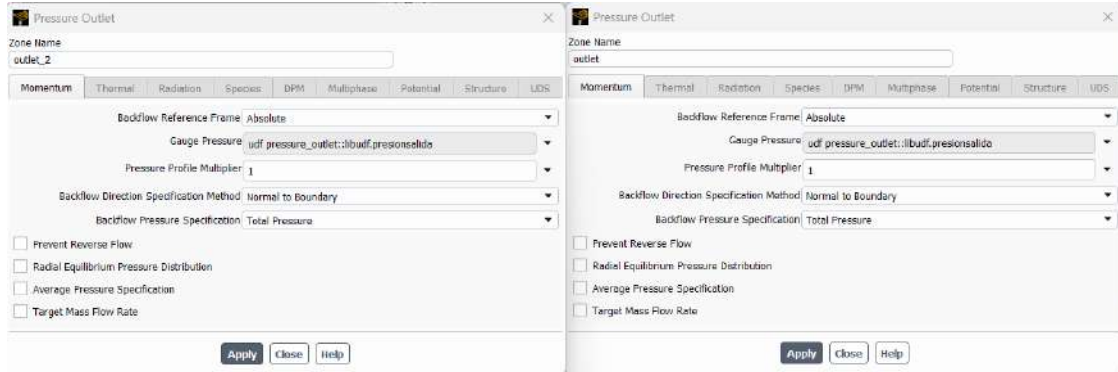 Pressure Outlet
Zone Name
outlet_2
Momentum Thermal Radiation Species DPM Multiphase Potential Structure UDS
Backflow Reference Frame Absolute
Gauge Pressure udf pressure_outlet::libudf.presionsalida
Pressure Profile Multiplier 1
Backflow Direction Specification Method Normal to Boundary
Backflow Pressure Specification Total Pressure
Prevent Reverse Flow
Radial Equilibrium Pressure Distribution
Average Pressure Specification
Target Mass Flow Rate
Apply Close Help
Pressure Outlet
Zone Name
outlet
Momentum Thermal Radiation Species DPM Multiphase Potential Structure UDS
Backflow Reference Frame Absolute
Gauge Pressure udf pressure_outlet::libudf.presionsalida
Pressure Profile Multiplier 1
Backflow Direction Specification Method Normal to Boundary
Backflow Pressure Specification Total Pressure
Prevent Reverse Flow
Radial Equilibrium Pressure Distribution
Average Pressure Specification
Target Mass Flow Rate
Apply Close Help